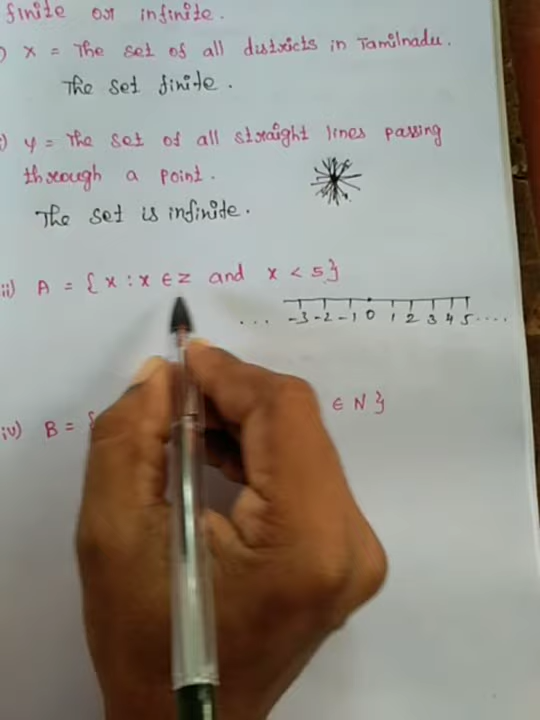 finite or infinite.
) X = The set of all districts in Tamilnadu.
The set finite.
i) Y = The set of all straight lines passing
through a point.
The set is infinite.
ii) A = { x : x ∈ Z and x < 5 }
... -3 -2 -1 0 1 2 3 4 5 ....
iv) B = { ∈ N }